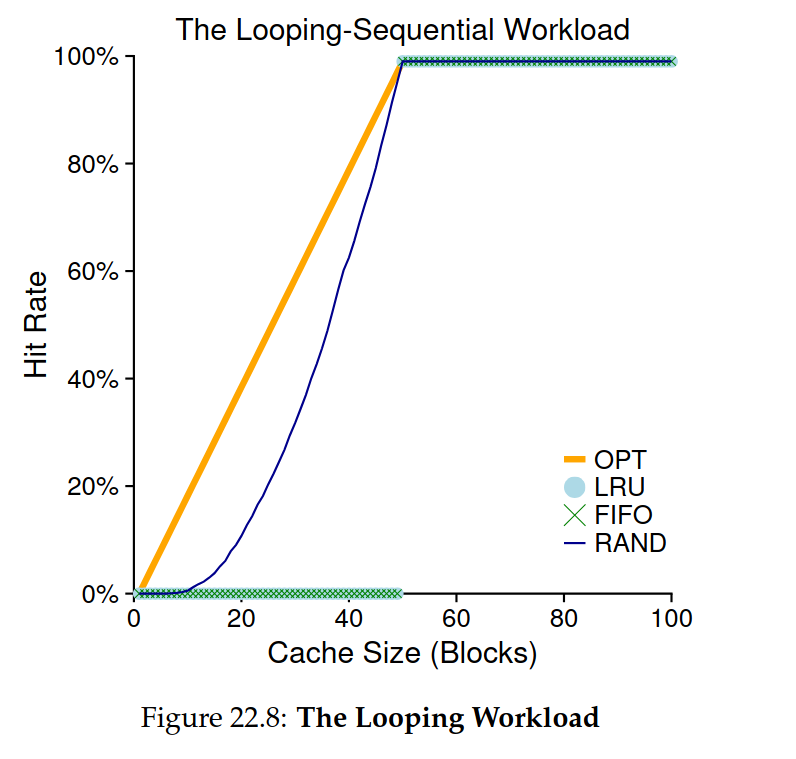 The Looping-Sequential Workload
100%
80%
60%
40%
20%
0%
Hit Rate
OPT
LRU
FIFO
RAND
0 20 40 60 80 100
Cache Size (Blocks)
Figure 22.8: The Looping Workload